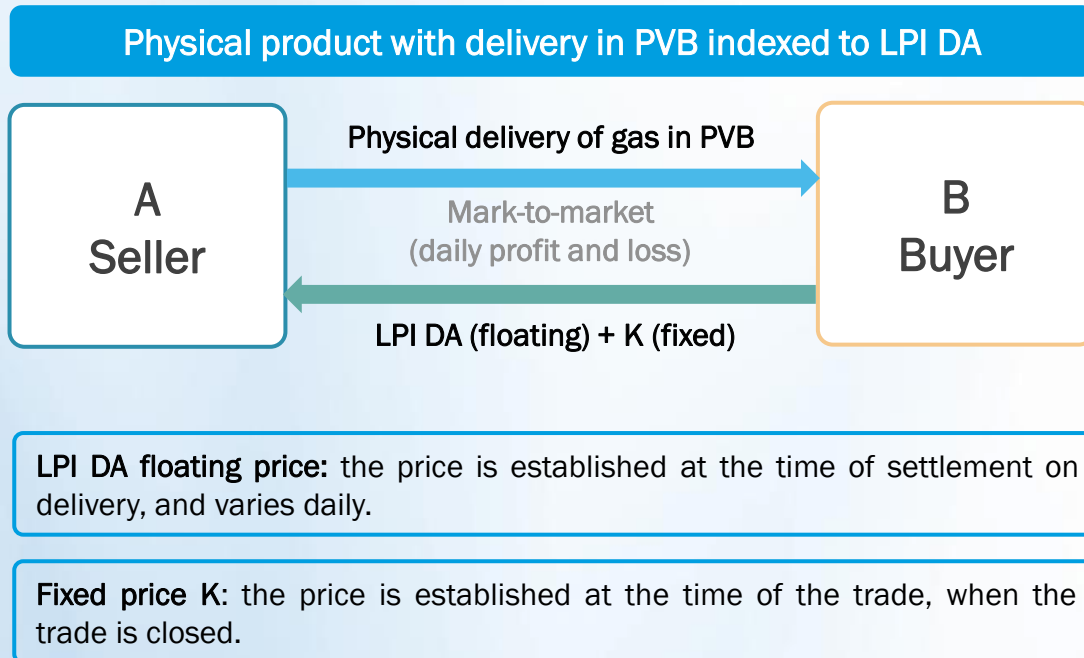 Physical product with delivery in PVB indexed to LPI DA
A
Seller
Physical delivery of gas in PVB
Mark-to-market
(daily profit and loss)
LPI DA (floating) + K (fixed)
B
Buyer
LPI DA floating price: the price is established at the time of settlement on
delivery, and varies daily.
Fixed price K: the price is established at the time of the trade, when the
trade is closed.